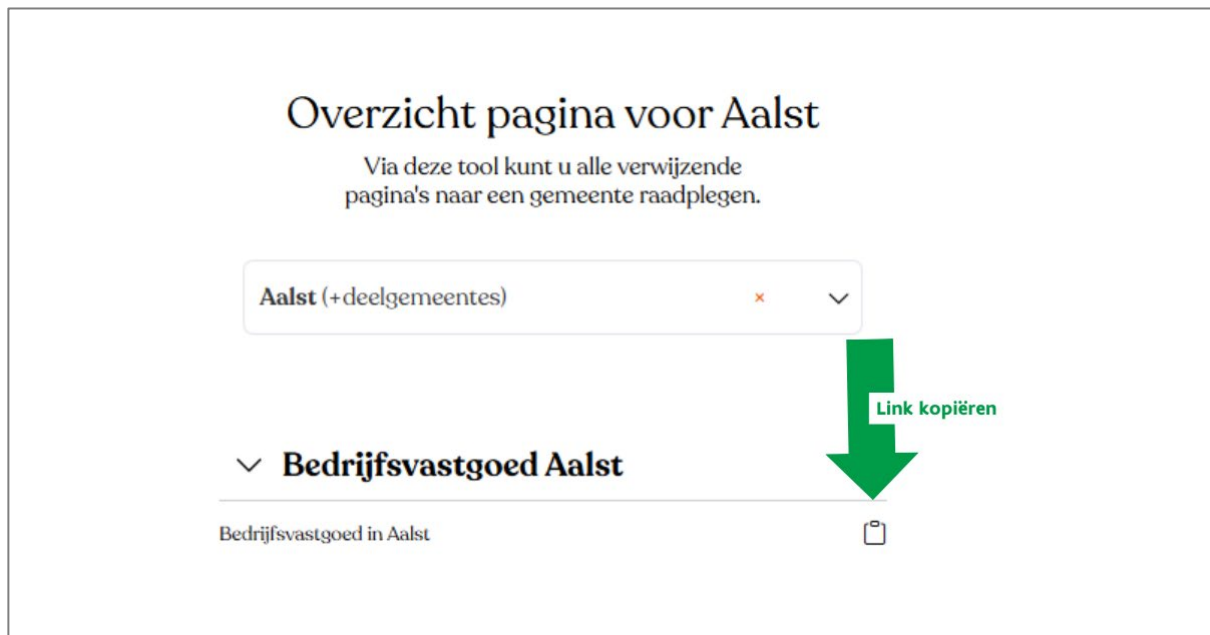 Overzicht pagina voor Aalst
Via deze tool kunt u alle verwijzende
pagina's naar een gemeente raadplegen.
Aalst (+deelgemeentes)
Link kopiëren
Bedrijfsvastgoed Aalst
Bedrijfsvastgoed in Aalst